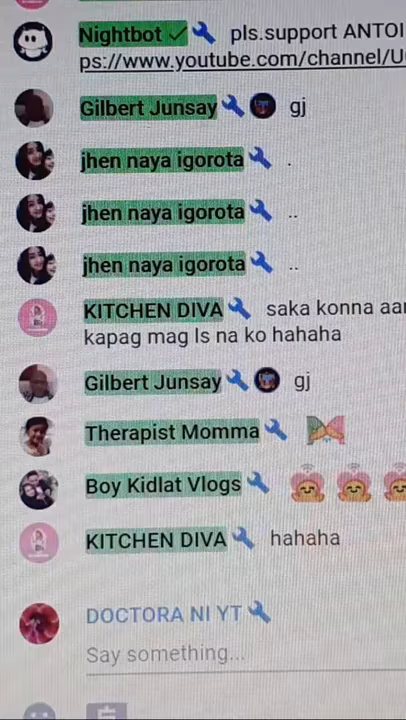 Nightbot ✓ pls.support ANTOI
ps://www.youtube.com/channel/U
Gilbert Junsay gj
jhen naya igorota .
jhen naya igorota ..
jhen naya igorota ..
KITCHEN DIVA saka konna
kapag mag ls na ko hahaha
Gilbert Junsay gj
Therapist Momma
Boy Kidlat Vlogs
KITCHEN DIVA hahaha
DOCTORA NI YT
Say something...